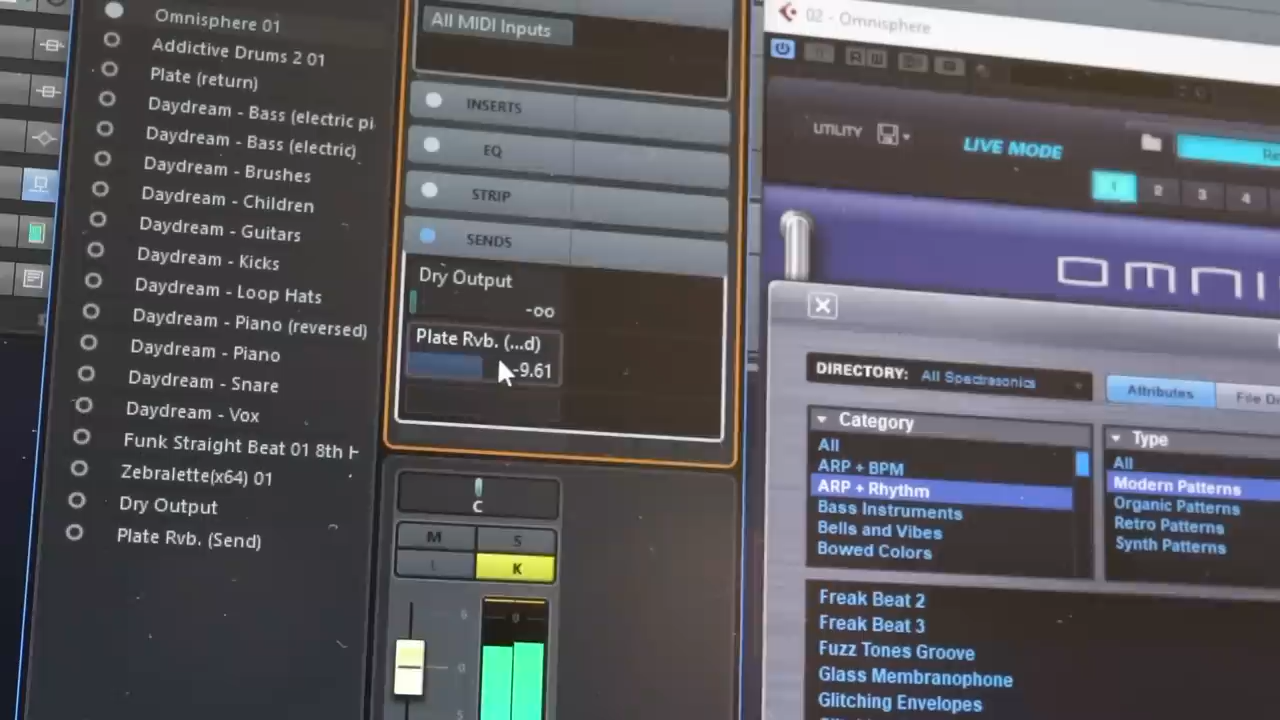 Omnisphere 01
Addictive Drums 2 01
Plate (return)
Daydream - Bass (electric pi
Daydream - Bass (electric)
Daydream - Brushes
Daydream - Children
Daydream - Guitars
Daydream - Kicks
Daydream - Loop Hats
Daydream - Piano (reversed)
Daydream - Piano
Daydream - Snare
Daydream - Vox
Funk Straight Beat 01 8th H
Zebralette(x64) 01
Dry Output
Plate Rvb. (Send)
All MIDI Inputs
INSERTS
EQ
STRIP
SENDS
Dry Output
-oo
Plate Rvb. (...d)
-9.61
C
M S
L K
02 - Omnisphere
R W
UTILITY
LIVE MODE
1 2 3 4
OMNI
DIRECTORY: All Spectrasonics
Attributes
File Di
Category
All
ARP + BPM
ARP + Rhythm
Bass Instruments
Bells and Vibes
Bowed Colors
Type
All
Modern Patterns
Organic Patterns
Retro Patterns
Synth Patterns
Freak Beat 2
Freak Beat 3
Fuzz Tones Groove
Glass Membranophone
Glitching Envelopes